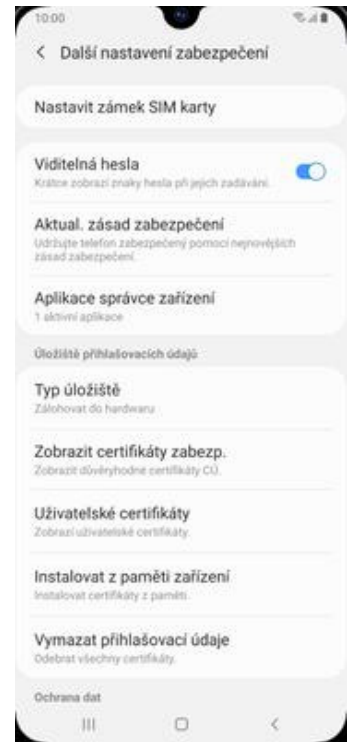 10:00
Další nastavení zabezpečení
Nastavit zámek SIM karty
Viditelná hesla
Krátce zobrazí znaky hesla při jejich zadávání.
Aktual. zásad zabezpečení
Udržujte telefon zabezpečený pomocí nejnovějších
zásad zabezpečení.
Aplikace správce zařízení
1 aktivní aplikace
Úložiště přihlašovacích údajů
Typ úložiště
Zálohovat do hardwaru
Zobrazit certifikáty zabezp.
Zobrazit důvěryhodné certifikáty CÚ.
Uživatelské certifikáty
Zobrazí uživatelské certifikáty.
Instalovat z paměti zařízení
Instalovat certifikáty z paměti.
Vymazat přihlašovací údaje
Odebrat všechny certifikáty.
Ochrana dat